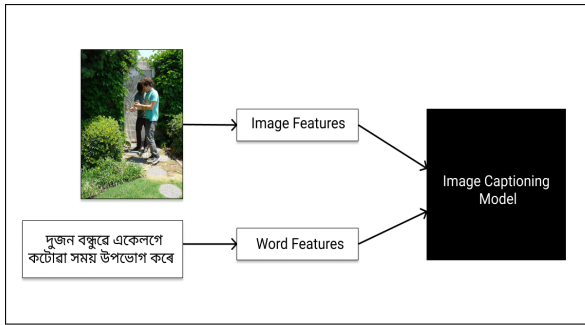 Image Features
Image Captioning
Model
দুজন বন্ধুৱে একেলগে
কটোৱা সময় উপভোগ কৰে
Word Features